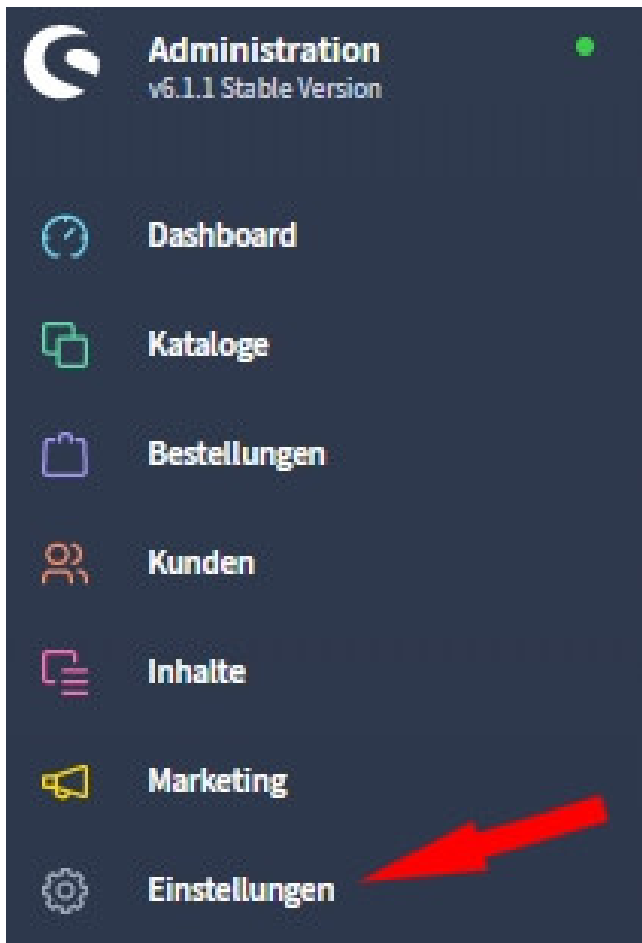 Administration
v6.1.1 Stable Version
Dashboard
Kataloge
Bestellungen
Kunden
Inhalte
Marketing
Einstellungen